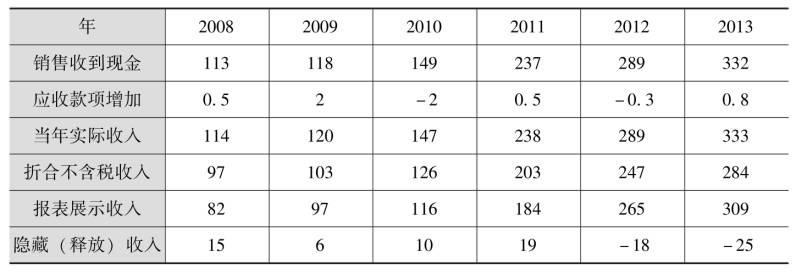 年 2008 2009 2010 2011 2012 2013
销售收到现金 113 118 149 237 289 332
应收款项增加 0.5 2 -2 0.5 -0.3 0.8
当年实际收入 114 120 147 238 289 333
折合不含税收入 97 103 126 203 247 284
报表展示收入 82 97 116 184 265 309
隐藏（释放）收入 15 6 10 19 -18 -25